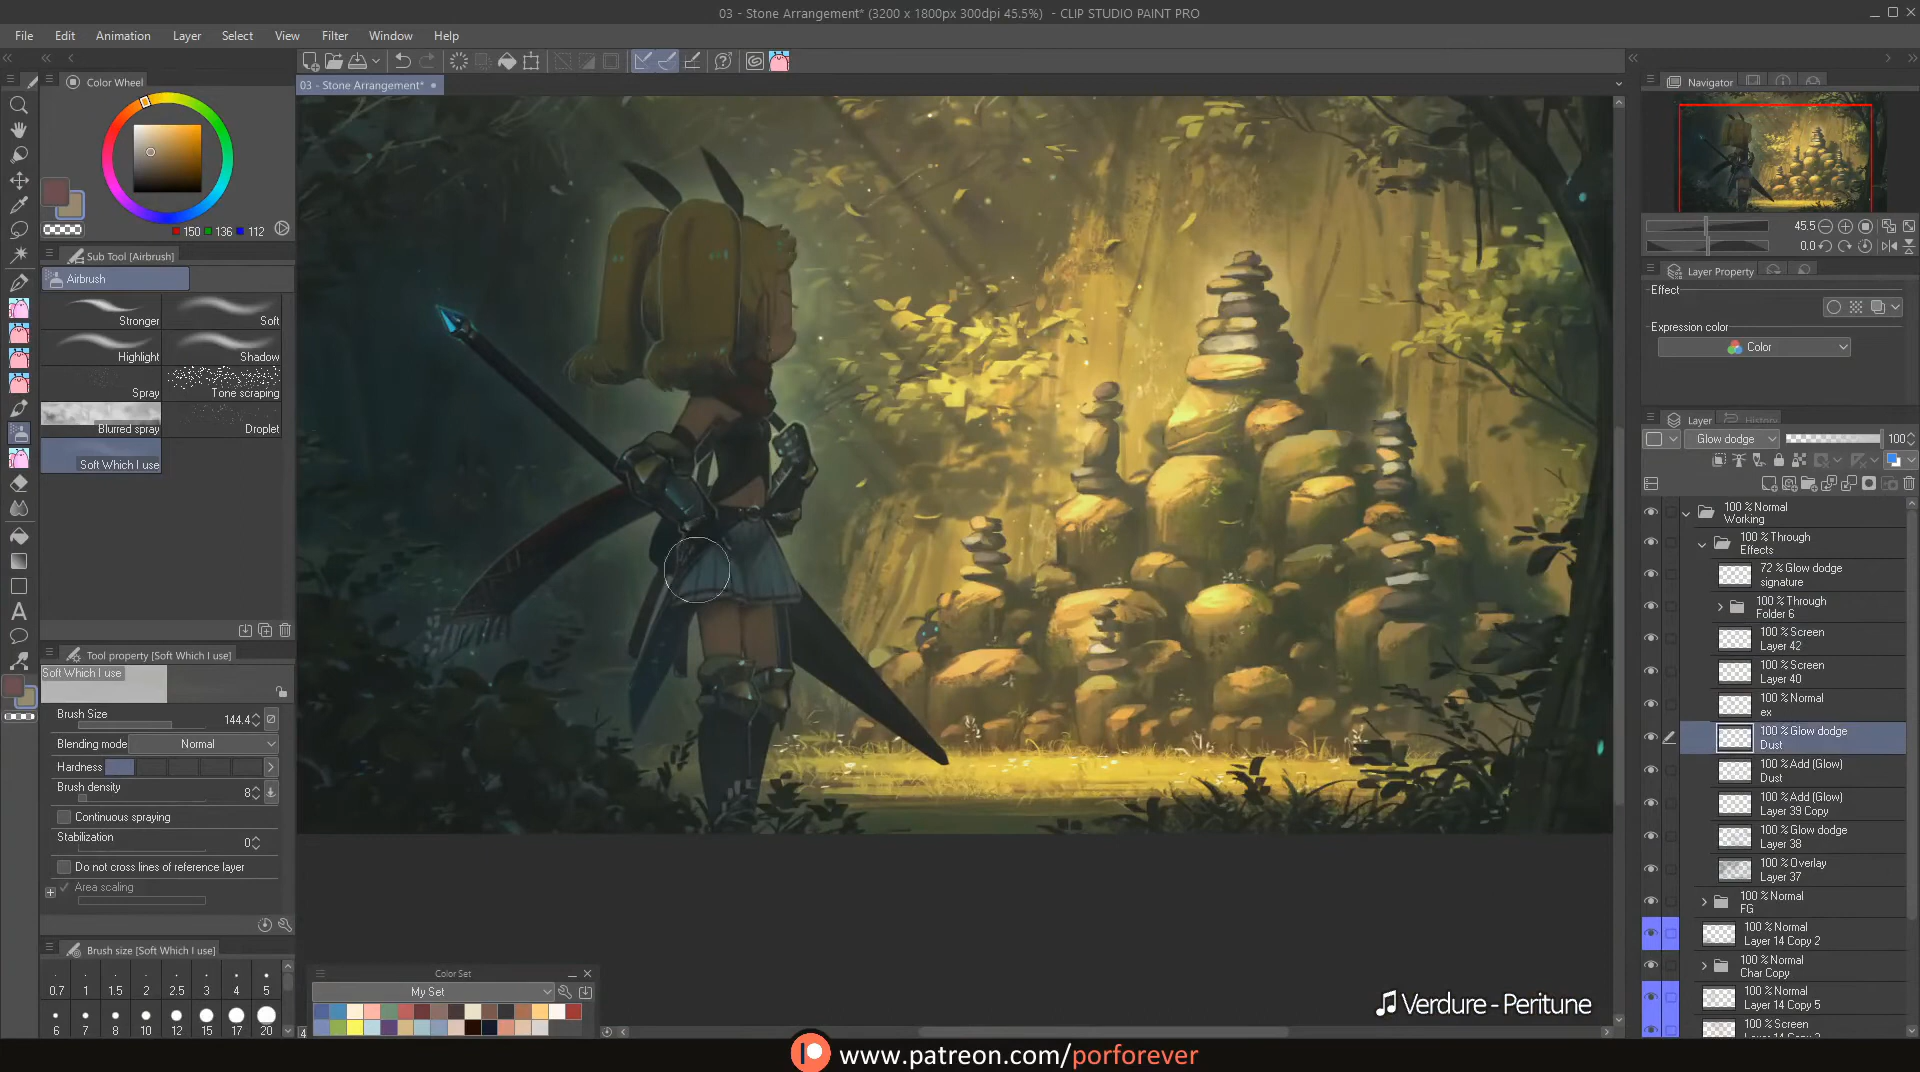 03 - Stone Arrangement* (3200 x 1800px 300dpi 45.5%) - CLIP STUDIO PAINT PRO
File Edit Animation Layer Select View Filter Window Help
03 - Stone Arrangement*
Color Wheel
150 136 112
Sub Tool [Airbrush]
Airbrush
Stronger Soft
Highlight Shadow
Spray Tone scraping
Blurred spray Droplet
Soft Which I use
Tool property [Soft Which I use]
Soft Which I use
Brush Size 144.4
Blending mode Normal
Hardness
Brush density 8
Continuous spraying
Stabilization 0
Do not cross lines of reference layer
Area scaling
Brush size [Soft Which I use]
0.7 1 1.5 2 2.5 3 4 5
6 7 8 10 12 15 17 20
Color Set
My Set
4
Verdure - Peritune
www.patreon.com/porforever
Navigator
45.5
0.0
Layer Property
Effect
Expression color
Color
Layer History
Glow dodge 100
100 % Normal
Working
100 % Through
Effects
72 % Glow dodge
signature
100 % Through
Folder 6
100 % Screen
Layer 42
100 % Screen
Layer 40
100 % Normal
ex
100 % Glow dodge
Dust
100 % Add (Glow)
Dust
100 % Add (Glow)
Layer 39 Copy
100 % Glow dodge
Layer 38
100 % Overlay
Layer 37
100 % Normal
FG
100 % Normal
Layer 14 Copy 2
100 % Normal
Char Copy
100 % Normal
Layer 14 Copy 5
100 % Screen